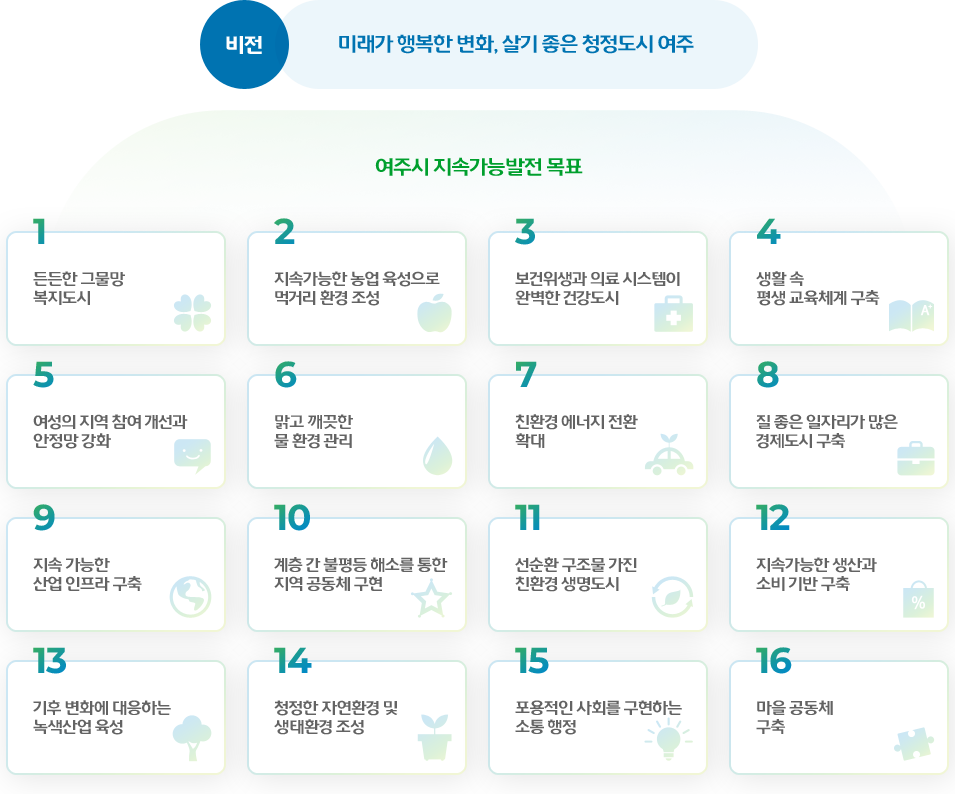 비전
미래가 행복한 변화, 살기 좋은 청정도시 여주
여주시 지속가능발전 목표
1
든든한 그물망
복지도시
2
지속가능한 농업 육성으로
먹거리 환경 조성
3
보건위생과 의료 시스템이
완벽한 건강도시
4
생활 속
평생 교육체계 구축
A+
5
여성의 지역 참여 개선과
안정망 강화
6
맑고 깨끗한
물 환경 관리
7
친환경 에너지 전환
확대
8
질 좋은 일자리가 많은
경제도시 구축
9
지속 가능한
산업 인프라 구축
10
계층 간 불평등 해소를 통한
지역 공동체 구현
11
선순환 구조물 가진
친환경 생명도시
12
지속가능한 생산과
소비 기반 구축
%
13
기후 변화에 대응하는
녹색산업 육성
14
청정한 자연환경 및
생태환경 조성
15
포용적인 사회를 구현하는
소통 행정
16
마을 공동체
구축